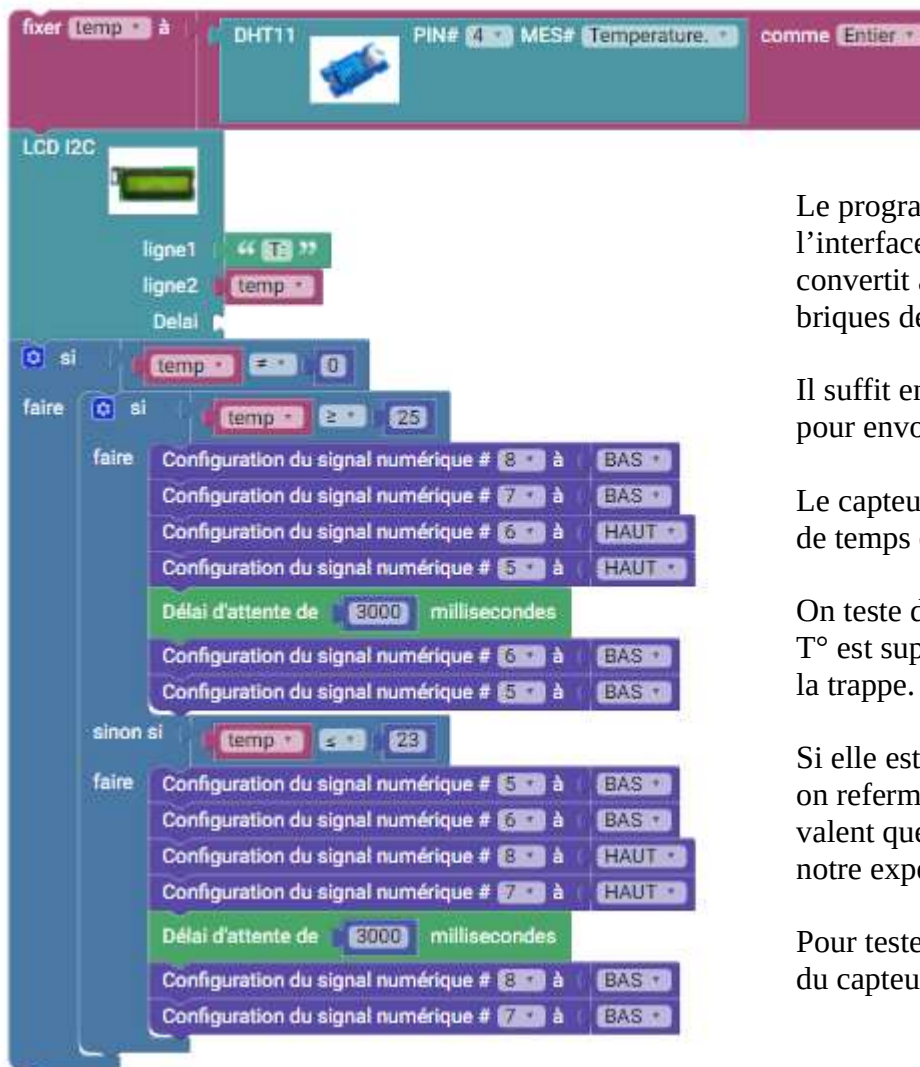 fixer temp à DHT11 PIN# 4 MES# Temperature. comme Entier
LCD I2C
ligne1 “ T: ”
ligne2 temp
Delai
si temp ≠ 0
faire si temp ≥ 25
faire Configuration du signal numérique # 8 à BAS
Configuration du signal numérique # 7 à BAS
Configuration du signal numérique # 6 à HAUT
Configuration du signal numérique # 5 à HAUT
Délai d'attente de 3000 millisecondes
Configuration du signal numérique # 6 à BAS
Configuration du signal numérique # 5 à BAS
sinon si temp ≤ 23
faire Configuration du signal numérique # 5 à BAS
Configuration du signal numérique # 6 à BAS
Configuration du signal numérique # 8 à HAUT
Configuration du signal numérique # 7 à HAUT
Délai d'attente de 3000 millisecondes
Configuration du signal numérique # 8 à BAS
Configuration du signal numérique # 7 à BAS
Le progra
l’interface
convertit
briques de
Il suffit
pour envo
Le capteu
de temps
On teste
T° est sup
la trappe.
Si elle est
on referm
valent que
notre expé
Pour teste
du capteu